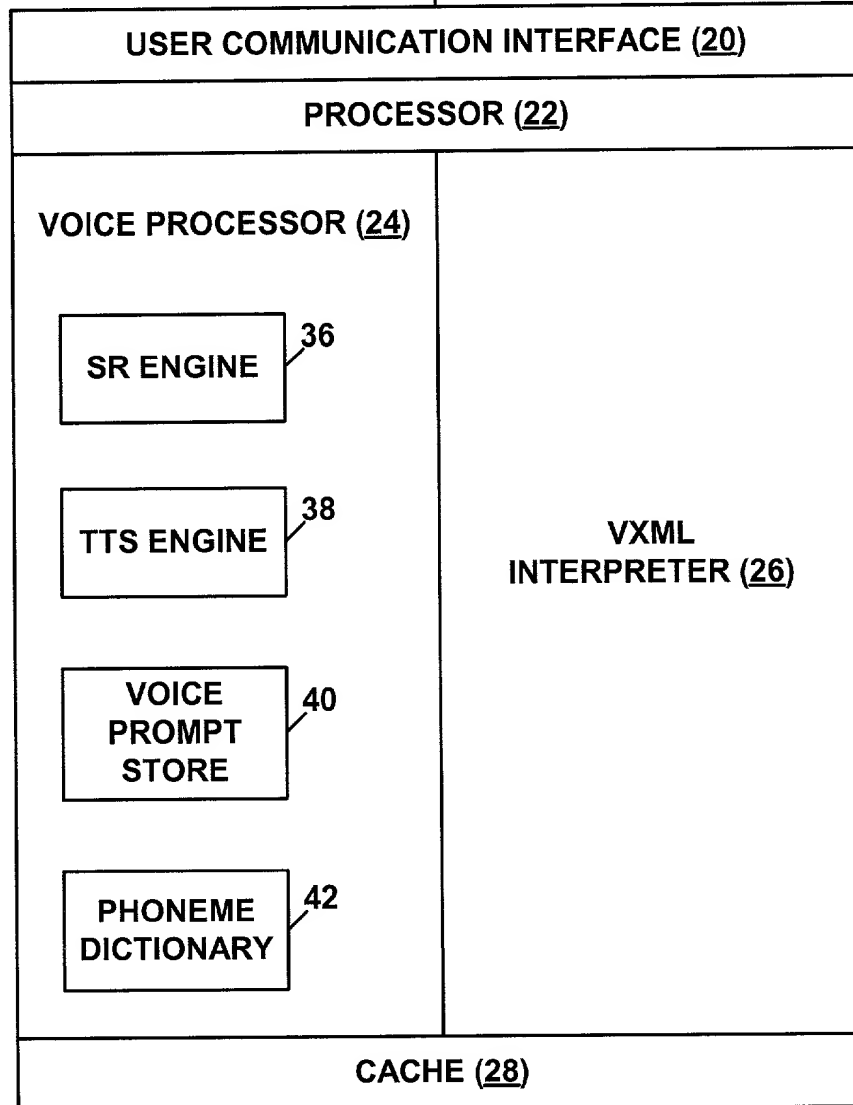 USER COMMUNICATION INTERFACE (20)
PROCESSOR (22)
VOICE PROCESSOR (24)
SR ENGINE
36
TTS ENGINE
38
VOICE
PROMPT
STORE
40
PHONEME
DICTIONARY
42
VXML
INTERPRETER (26)
CACHE (28)